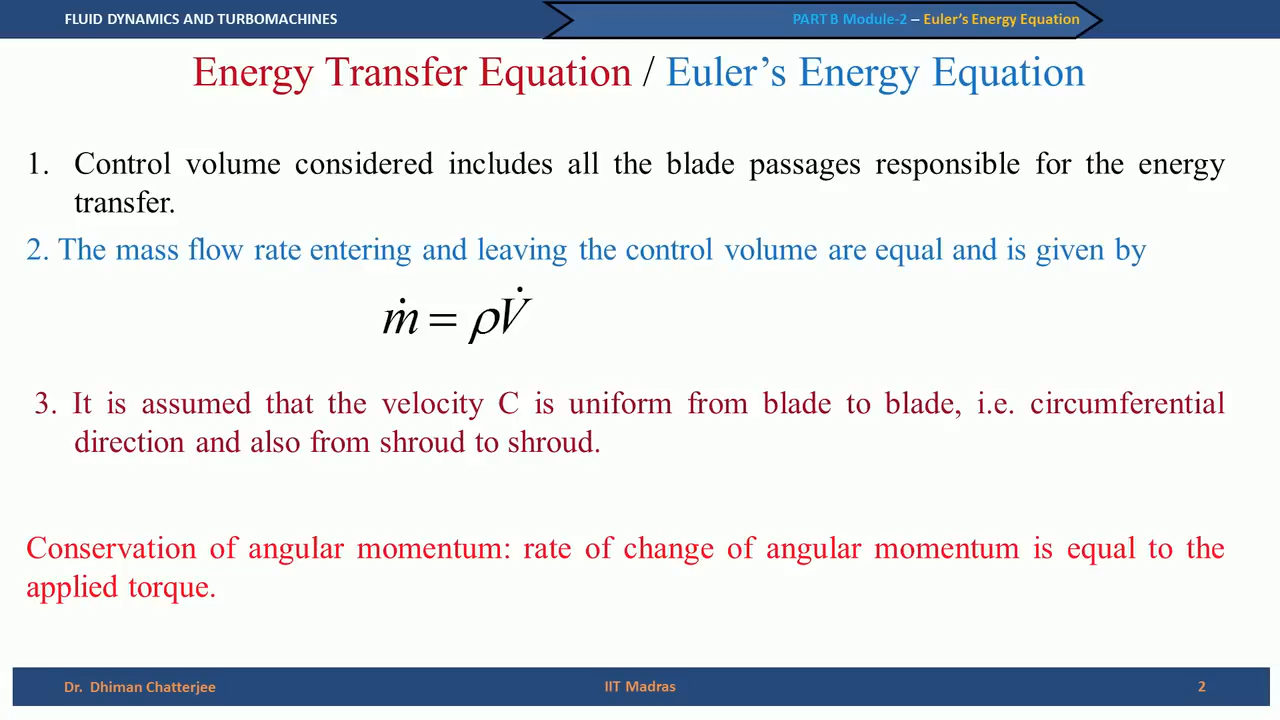 FLUID DYNAMICS AND TURBOMACHINES
PART B Module-2 – Euler’s Energy Equation
Energy Transfer Equation / Euler’s Energy Equation
1. Control volume considered includes all the blade passages responsible for the energy
transfer.
2. The mass flow rate entering and leaving the control volume are equal and is given by
ṁ = ρV̇
3. It is assumed that the velocity C is uniform from blade to blade, i.e. circumferential
direction and also from shroud to shroud.
Conservation of angular momentum: rate of change of angular momentum is equal to the
applied torque.
Dr. Dhiman Chatterjee
IIT Madras
2